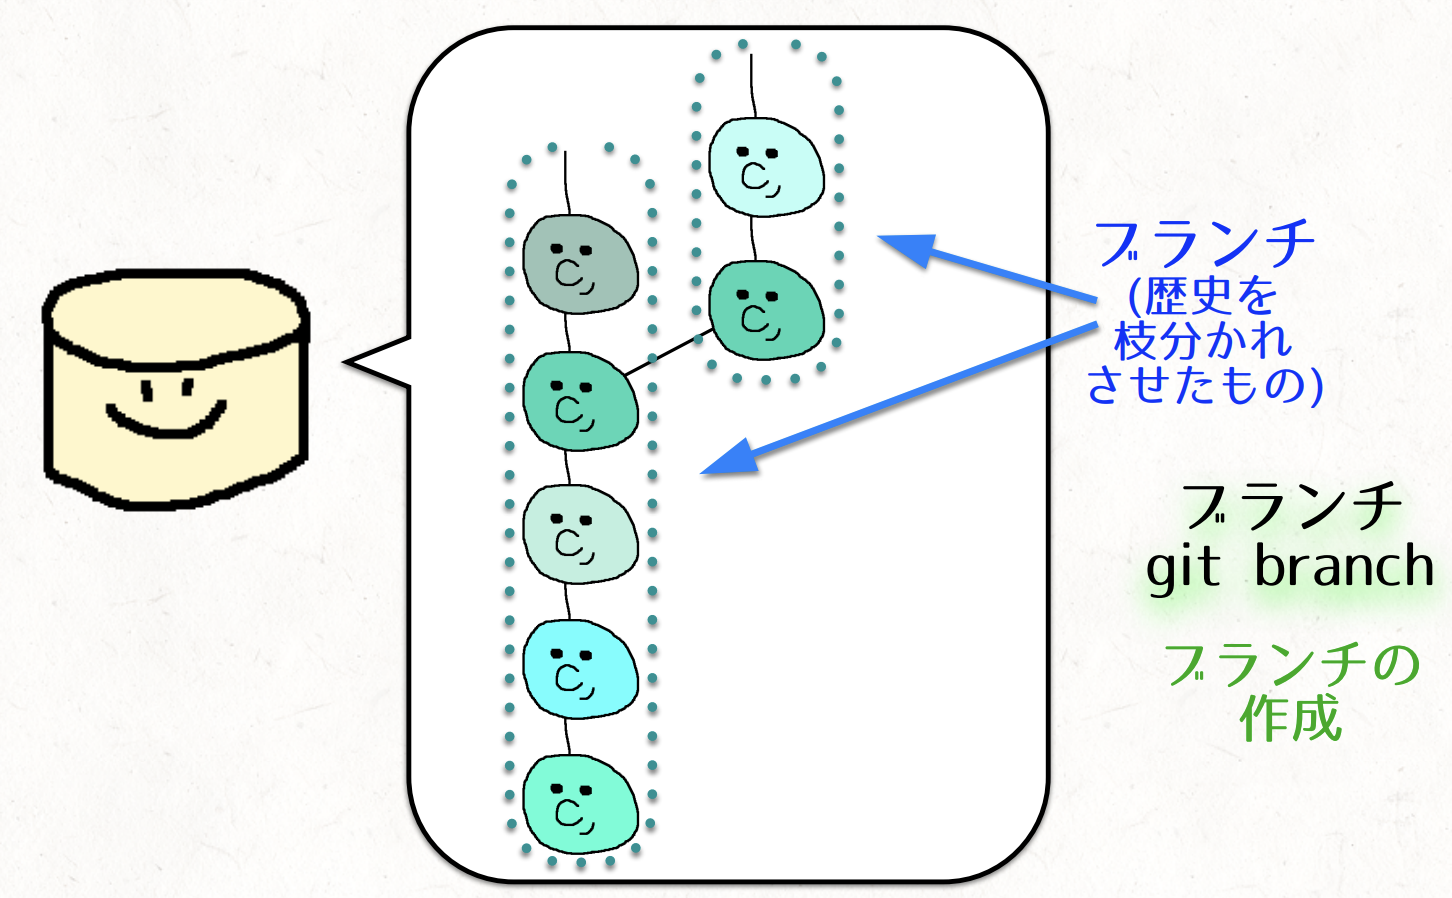 ブランチ
(歴史を
枝分かれ
させたもの)
ブランチ
git branch
ブランチの
作成